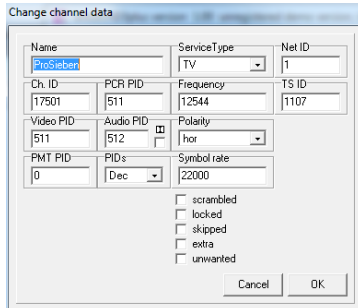 Change channel data
Name ServiceType Net ID
ProSieben TV 1
Ch. ID PCR PID Frequency TS ID
17501 511 12544 1107
Video PID Audio PID Polarity
511 512 hor
PMT PID PIDs Symbol rate
0 Dec 22000
scrambled
locked
skipped
extra
unwanted
Cancel OK